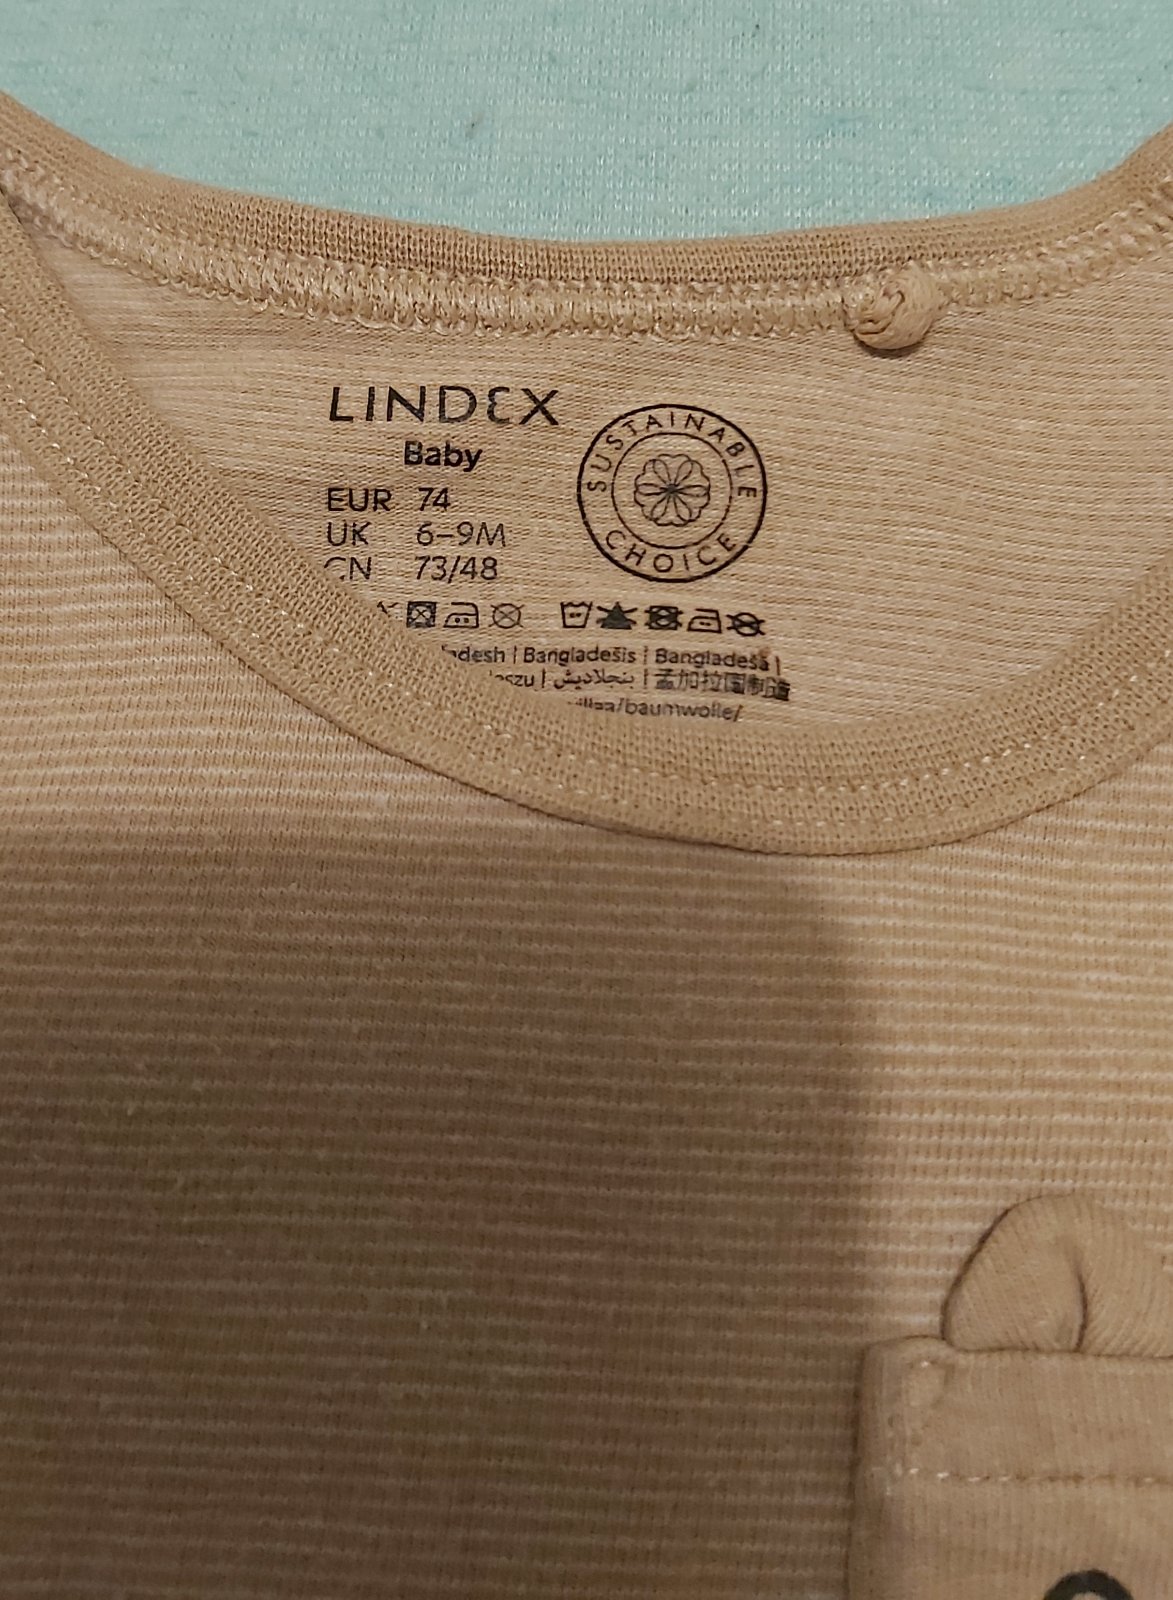 LINDEX
Baby
SUSTAINABLE
CHOICE
EUR 74
UK 6–9M
CN 73/48
Bangladešis | Bangladešā |
بنجلاديش | 孟加拉国制造
/baumwolle/